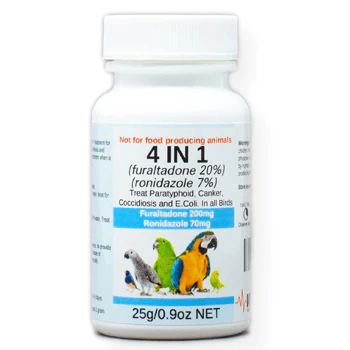 Not for food producing animals.
4 IN 1
(furaltadone 20%)
(ronidazole 7%)
Treat Paratyphoid, Canker,
Coccidiosis and E.Coli. In all Birds
Furaltadone 200mg
Ronidazole 70mg
25g/0.9oz NET